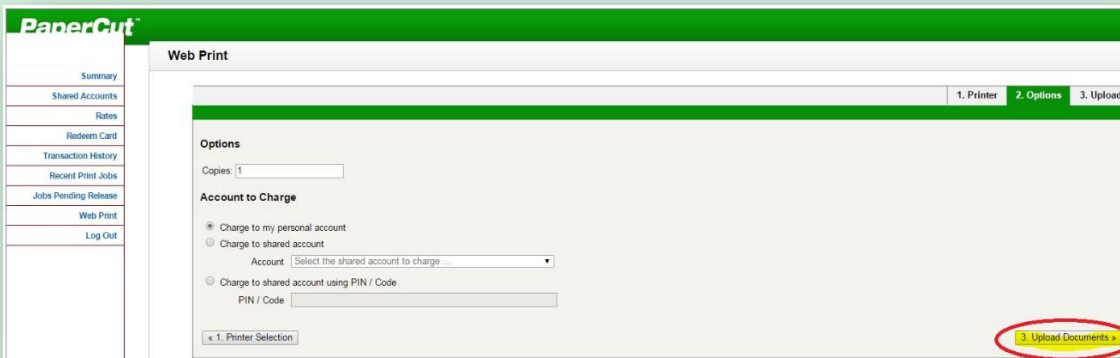 PaperCut
Web Print
Summary
Shared Accounts
Rates
Redeem Card
Transaction History
Recent Print Jobs
Jobs Pending Release
Web Print
Log Out
1. Printer 2. Options 3. Upload
Options
Copies: 1
Account to Charge
Charge to my personal account
Charge to shared account
Account Select the shared account to charge ...
Charge to shared account using PIN / Code
PIN / Code
« 1. Printer Selection 3. Upload Documents »